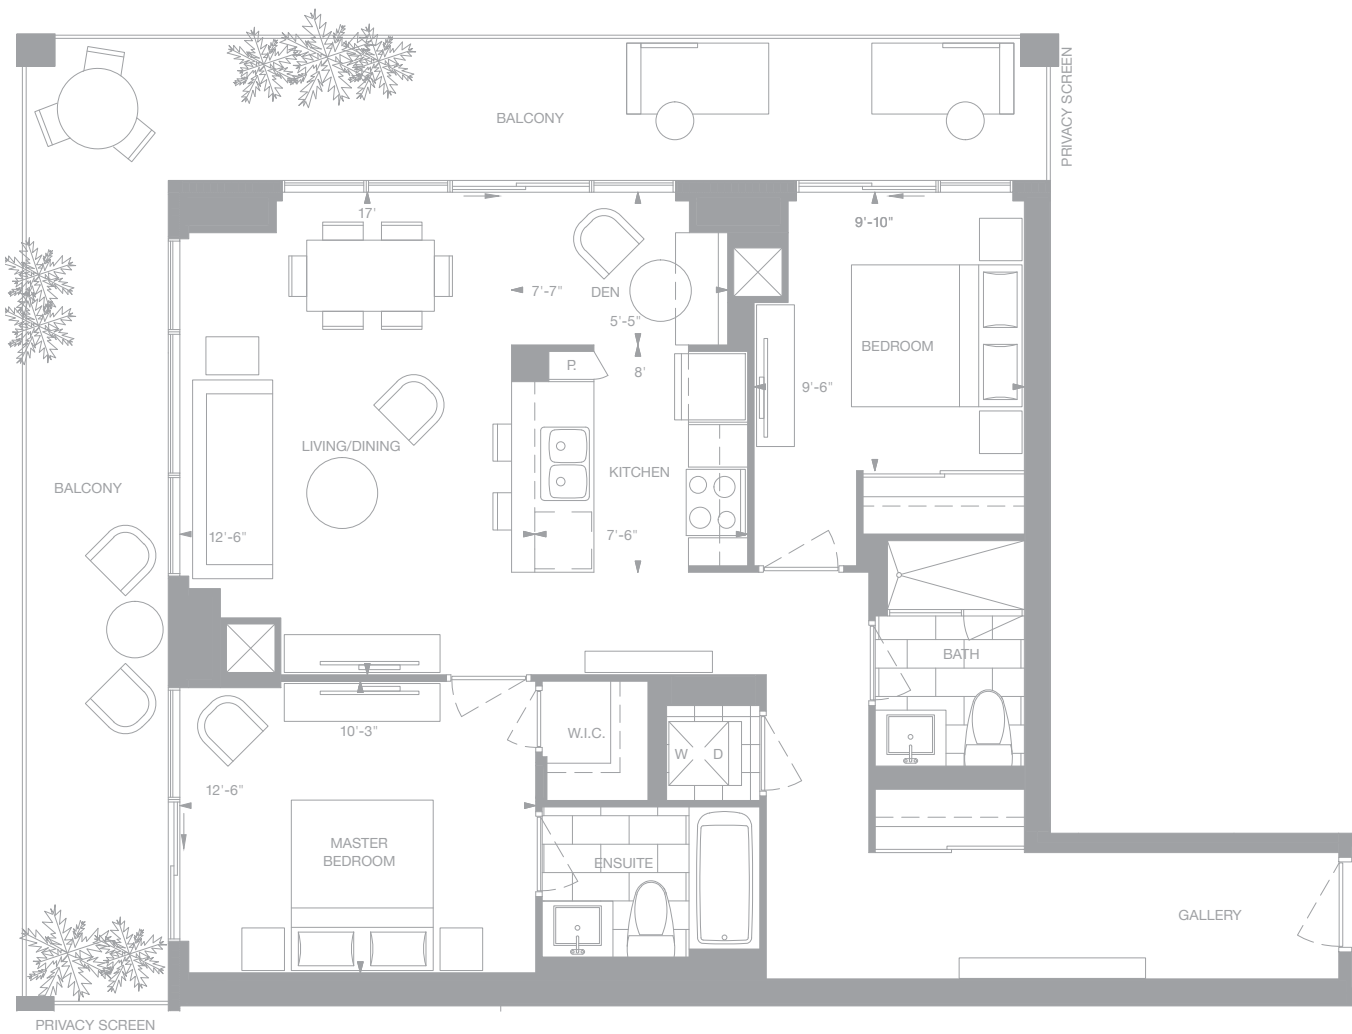 PRIVACY SCREEN
BALCONY
17'
9'-10"
7'-7"
DEN
5'-5"
BEDROOM
P.
8'
9'-6"
LIVING/DINING
KITCHEN
BALCONY
12'-6"
7'-6"
BATH
10'-3"
W.I.C.
W D
12'-6"
MASTER
BEDROOM
ENSUITE
GALLERY
PRIVACY SCREEN